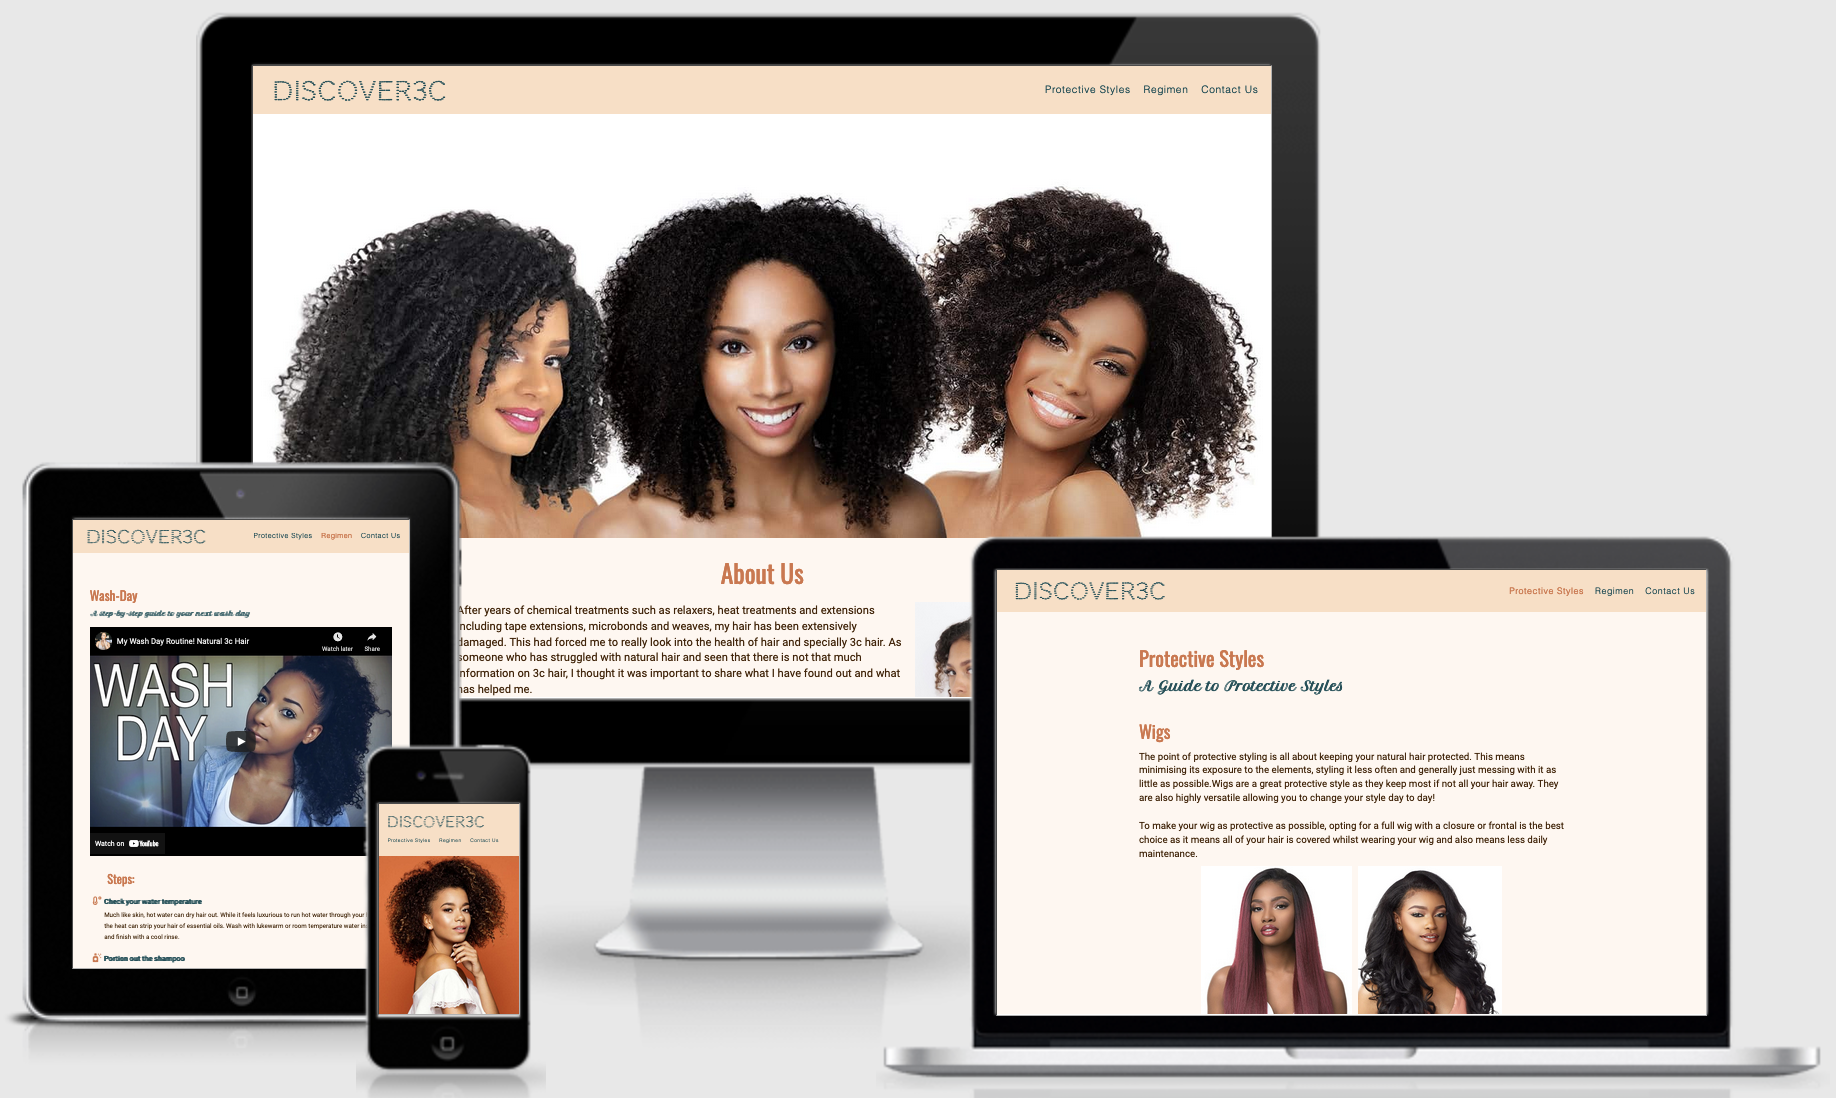 DISCOVER3C
Protective Styles Regimen Contact Us
About Us
After years of chemical treatments such as relaxers, heat treatments and extensions
including tape extensions, microbonds and weaves, my hair has been extensively
damaged. This had forced me to really look into the health of hair and specially 3c hair. As
someone who has struggled with natural hair and seen that there is not that much
information on 3c hair, I thought it was important to share what I have found out and what
has helped me.
DISCOVER3C
Protective Styles Regimen Contact Us
Wash-Day
A step-by-step guide to your next wash day
My Wash Day Routine! Natural 3c Hair
Watch later Share
WASH
DAY
Watch on YouTube
Steps:
Check your water temperature
Much like skin, hot water can dry hair out. While it feels luxurious to run hot water through your
the heat can strip your hair of essential oils. Wash with lukewarm or room temperature water
and finish with a cool rinse.
Portion out the shampoo
DISCOVER3C
Protective Styles Regimen Contact Us
DISCOVER3C
Protective Styles Regimen Contact Us
Protective Styles
A Guide to Protective Styles
Wigs
The point of protective styling is all about keeping your natural hair protected. This means
minimising its exposure to the elements, styling it less often and generally just messing with it as
little as possible.Wigs are a great protective style as they keep most if not all your hair away. They
are also highly versatile allowing you to change your style day to day!
To make your wig as protective as possible, opting for a full wig with a closure or frontal is the best
choice as it means all of your hair is covered whilst wearing your wig and also means less daily
maintenance.